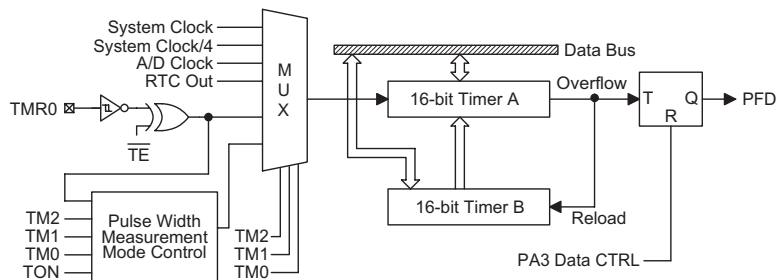 System Clock
System Clock/4
A/D Clock
RTC Out
TMR0
TE
M
U
X
Data Bus
16-bit Timer A
Overflow
T
Q
R
PFD
16-bit Timer B
Reload
PA3 Data CTRL
TM2
TM1
TM0
TON
Pulse Width
Measurement
Mode Control
TM2
TM1
TM0